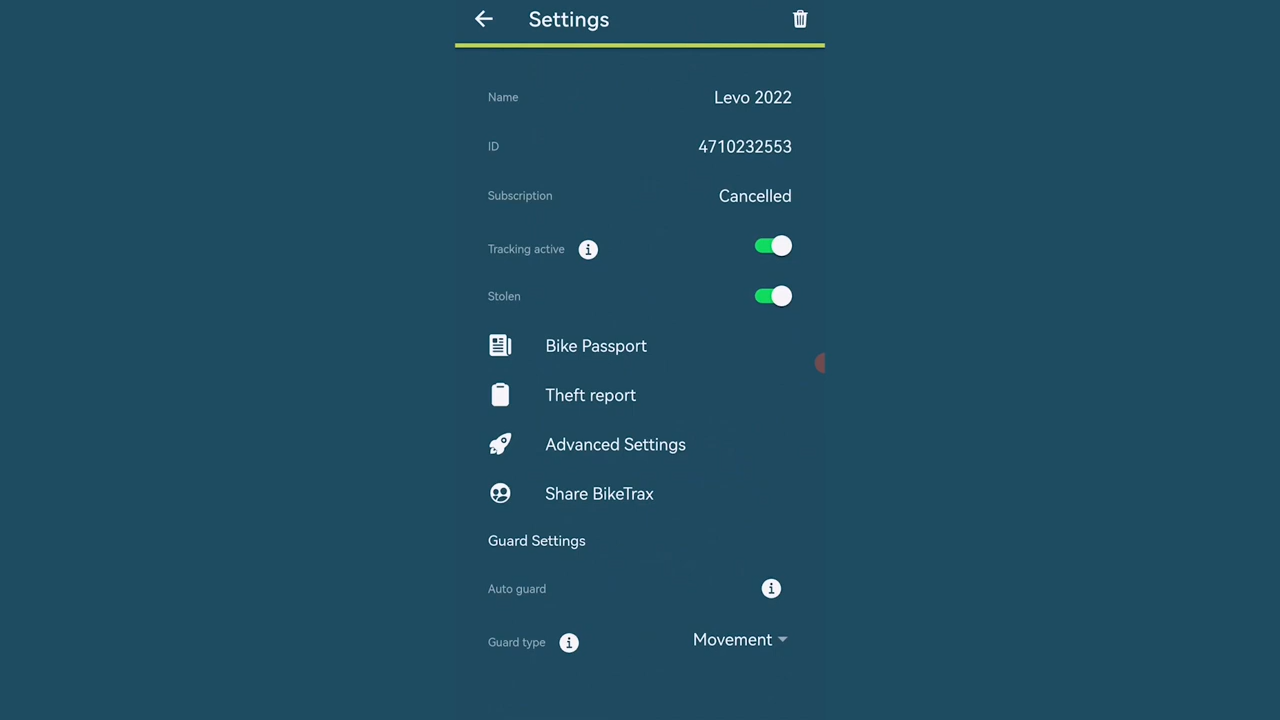 Settings
Name Levo 2022
ID 4710232553
Subscription Cancelled
Tracking active
Stolen
Bike Passport
Theft report
Advanced Settings
Share BikeTrax
Guard Settings
Auto guard
Guard type Movement